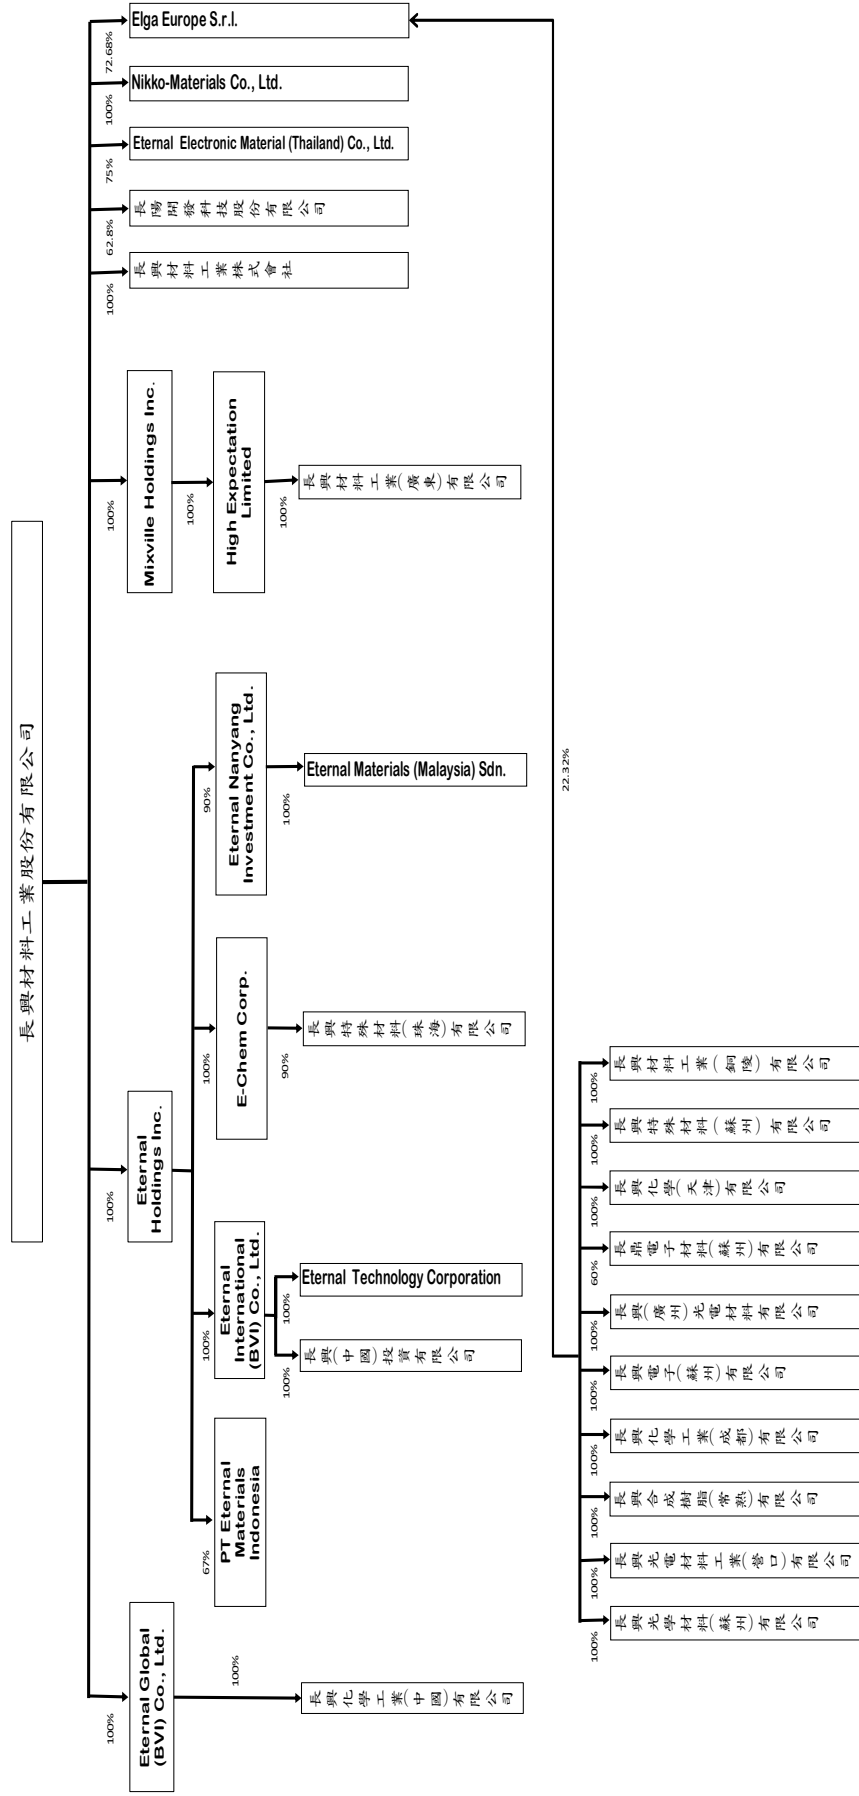 長興材料工業股份有限公司
100%
Eternal Global
(BVI) Co., Ltd.
100%
長興化學工業(中國)有限公司
100%
Eternal
Holdings Inc.
67%
PT Eternal
Materials
Indonesia
100%
Eternal
International
(BVI) Co., Ltd.
100%
長興(中國)投資有限公司
100%
Eternal Technology Corporation
100%
E-Chem Corp.
90%
長興特殊材料(珠海)有限公司
90%
Eternal Nanyang
Investment Co., Ltd.
100%
Eternal Materials (Malaysia) Sdn.
100%
Mixville Holdings Inc.
100%
High Expectation
Limited
100%
長興材料工業(廣東)有限公司
100%
長興材料工業株式會社
62.8%
長陽開發科技股份有限公司
75%
Eternal Electronic Material (Thailand) Co., Ltd.
100%
Nikko-Materials Co., Ltd.
72.68%
Elga Europe S.r.l.
22.32%
100%
長興光學材料(蘇州)有限公司
100%
長興光電材料工業(營口)有限公司
100%
長興合成樹脂(常熟)有限公司
100%
長興化學工業(成都)有限公司
100%
長興電子(蘇州)有限公司
100%
長興(廣州)光電材料有限公司
60%
長鼎電子材料(蘇州)有限公司
100%
長興化學(天津)有限公司
100%
長興特殊材料(蘇州)有限公司
100%
長興材料工業(銅陵)有限公司